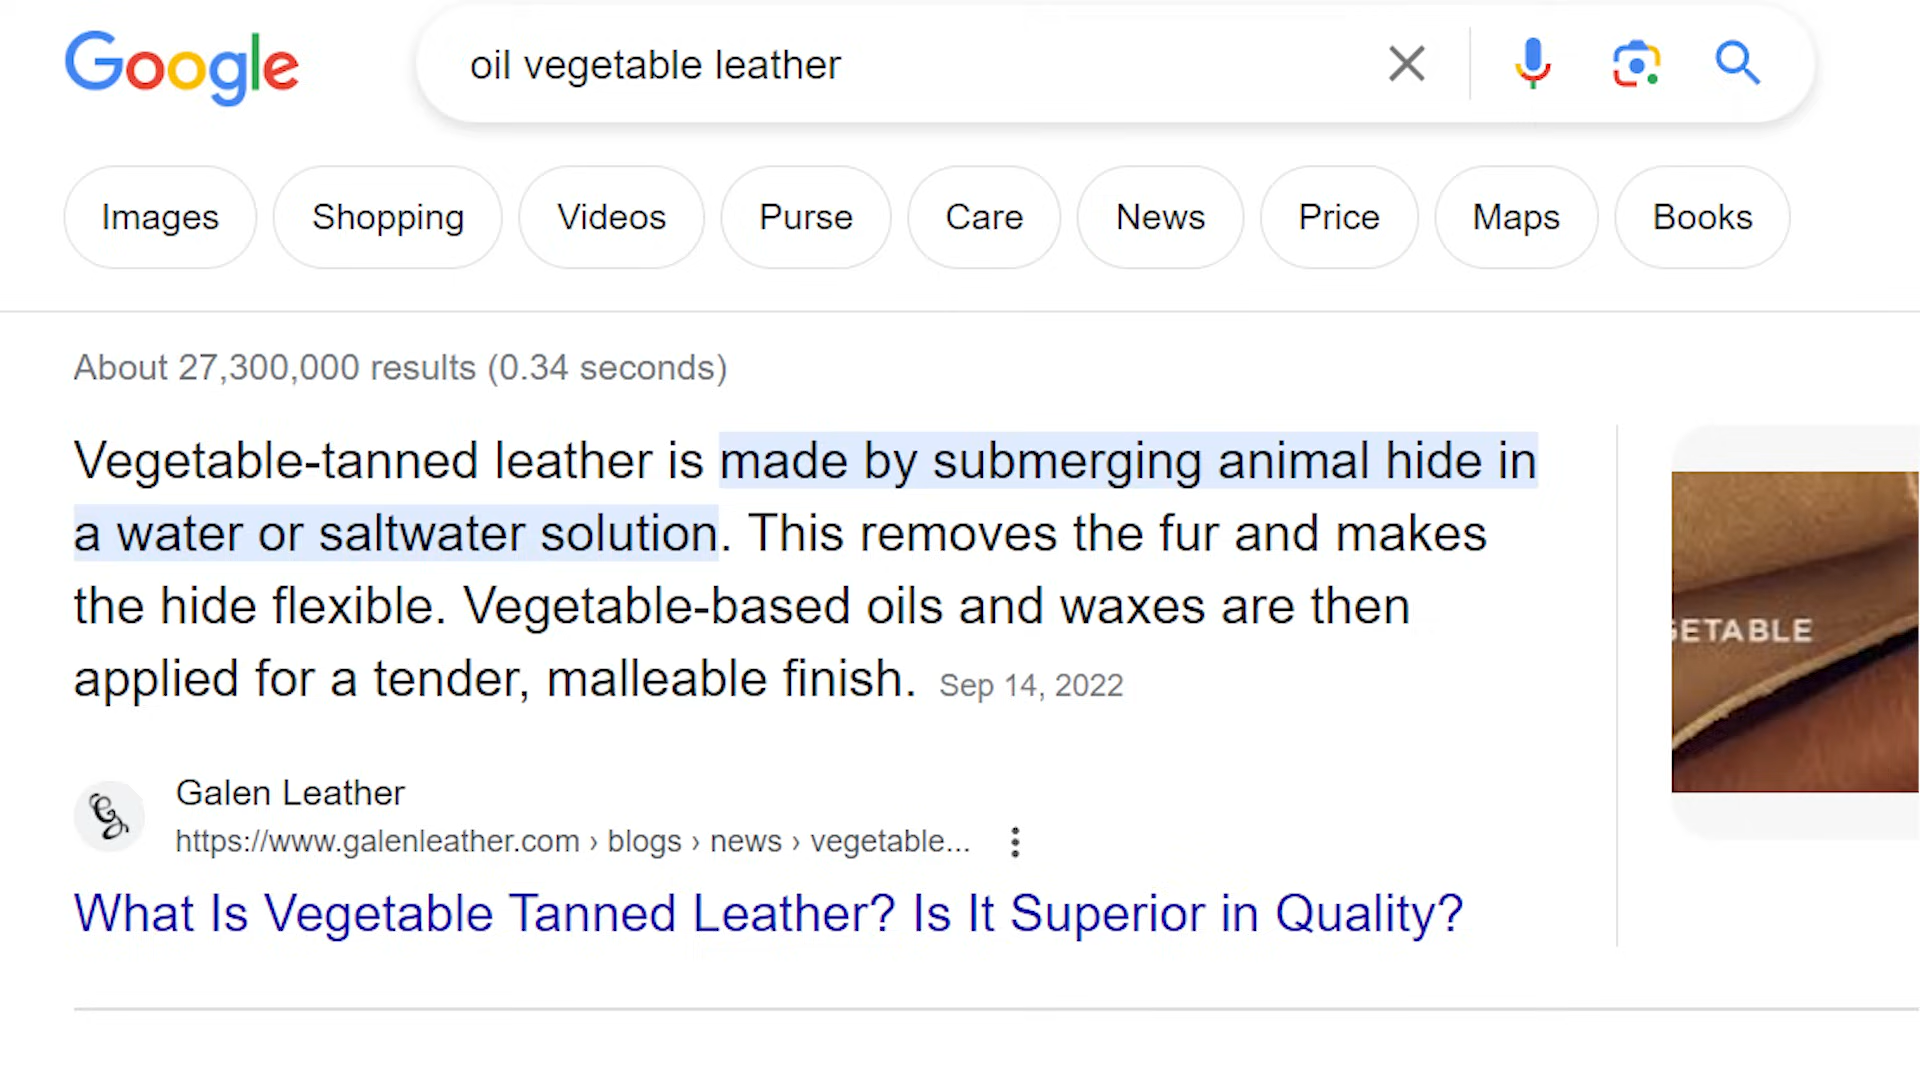 Google
oil vegetable leather
Images Shopping Videos Purse Care News Price Maps Books
About 27,300,000 results (0.34 seconds)
Vegetable-tanned leather is made by submerging animal hide in
a water or saltwater solution. This removes the fur and makes
the hide flexible. Vegetable-based oils and waxes are then
applied for a tender, malleable finish. Sep 14, 2022
GETABLE
Galen Leather
https://www.galenleather.com › blogs › news › vegetable...
What Is Vegetable Tanned Leather? Is It Superior in Quality?